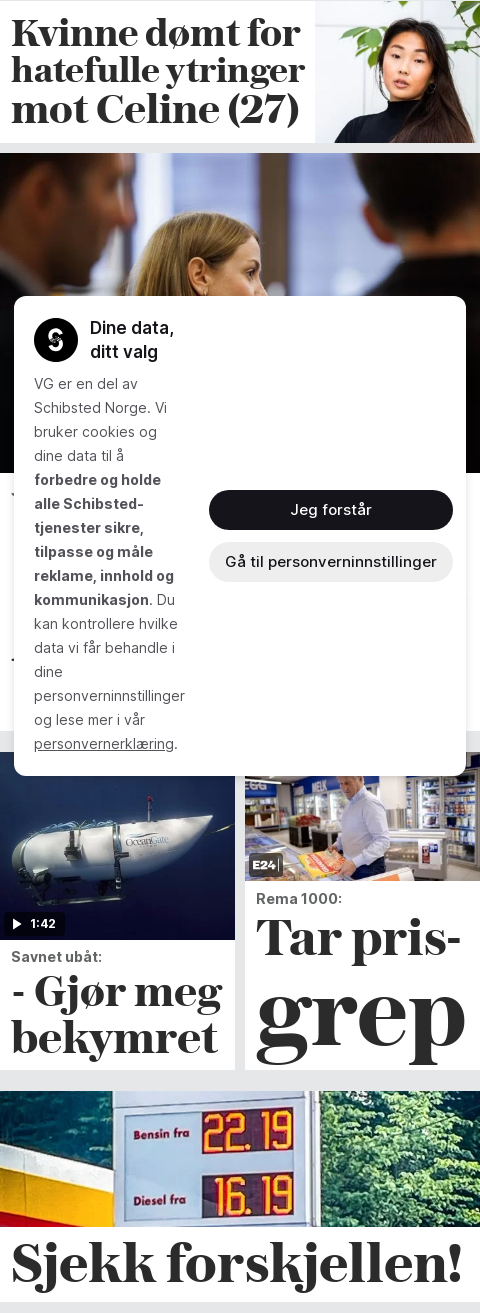 Kvinne dømt for
hatefulle ytringer
mot Celine (27)
Dine data,
ditt valg
VG er en del av
Schibsted Norge. Vi
bruker cookies og
dine data til å
forbedre og holde
alle Schibsted-
tjenester sikre,
tilpasse og måle
reklame, innhold og
kommunikasjon. Du
kan kontrollere hvilke
data vi får behandle i
dine
personverninnstillinger
og lese mer i vår
personvernerklæring.
Jeg forstår
Gå til personverninnstillinger
OceanGate
1:42
Savnet ubåt:
- Gjør meg
bekymret
EGG
MELK
E24
Rema 1000:
Tar pris-
grep
Bensin fra
22.19
Diesel fra
16.19
Sjekk forskjellen!